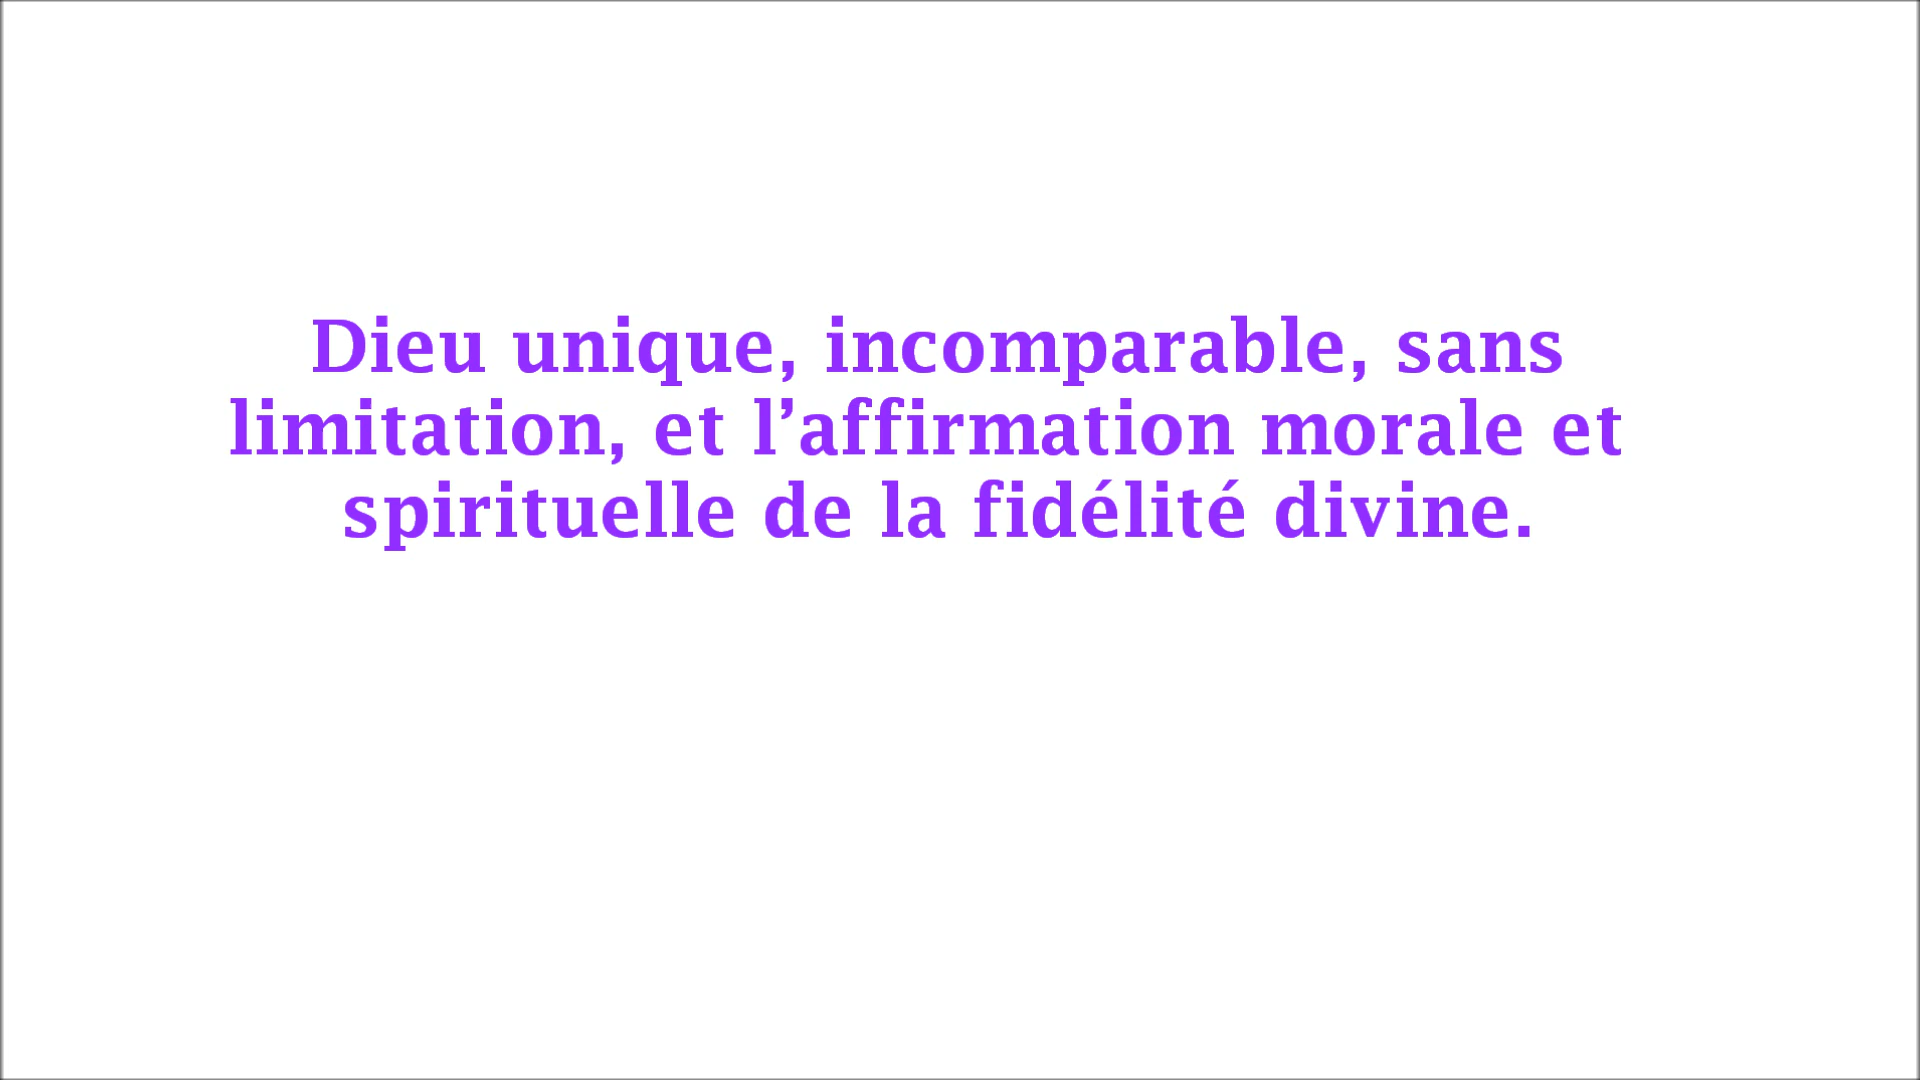 Dieu unique, incomparable, sans
limitation, et l’affirmation morale et
spirituelle de la fidélité divine.